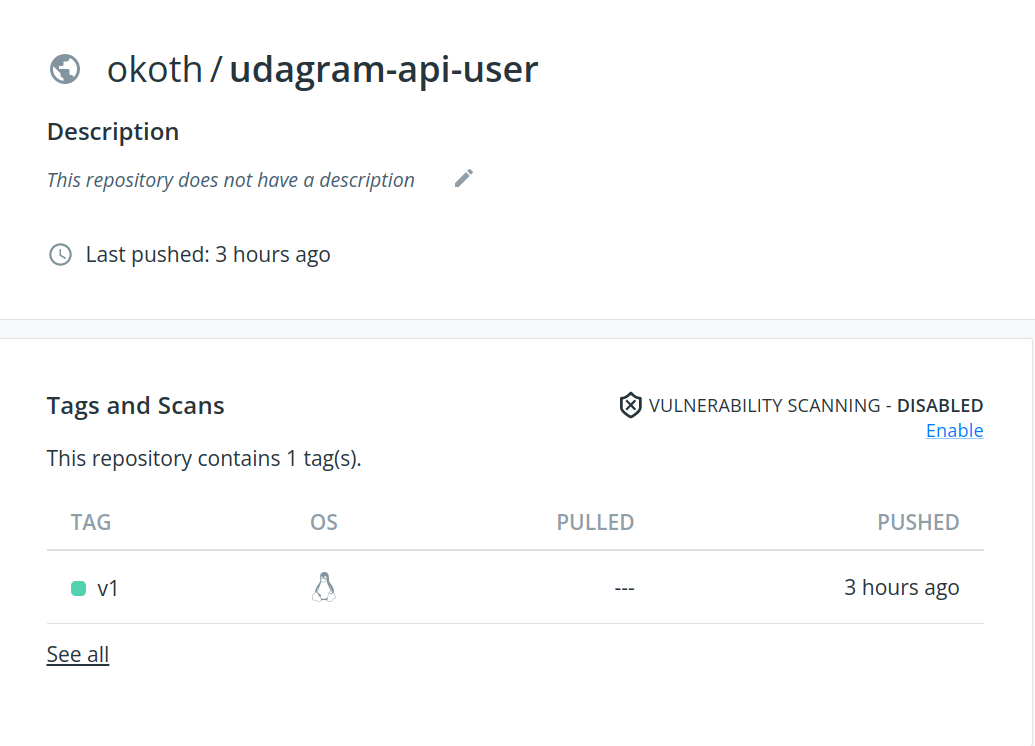 okoth / udagram-api-user
Description
This repository does not have a description
Last pushed: 3 hours ago
Tags and Scans
VULNERABILITY SCANNING - DISABLED
Enable
This repository contains 1 tag(s).
TAG OS PULLED PUSHED
v1 --- 3 hours ago
See all